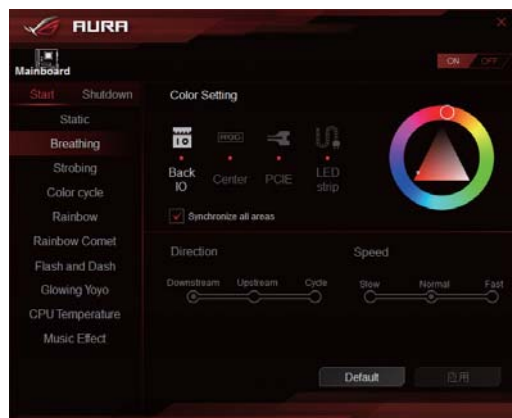 AURA
Mainboard
ON OFF
Start Shutdown
Static
Breathing
Strobing
Color cycle
Rainbow
Rainbow Comet
Flash and Dash
Glowing Yoyo
CPU Temperature
Music Effect
Color Setting
Back IO
Center
PCIE
LED strip
Synchronize all areas
Direction
Downstream Upstream Cycle
Speed
Slow Normal Fast
Default
应用